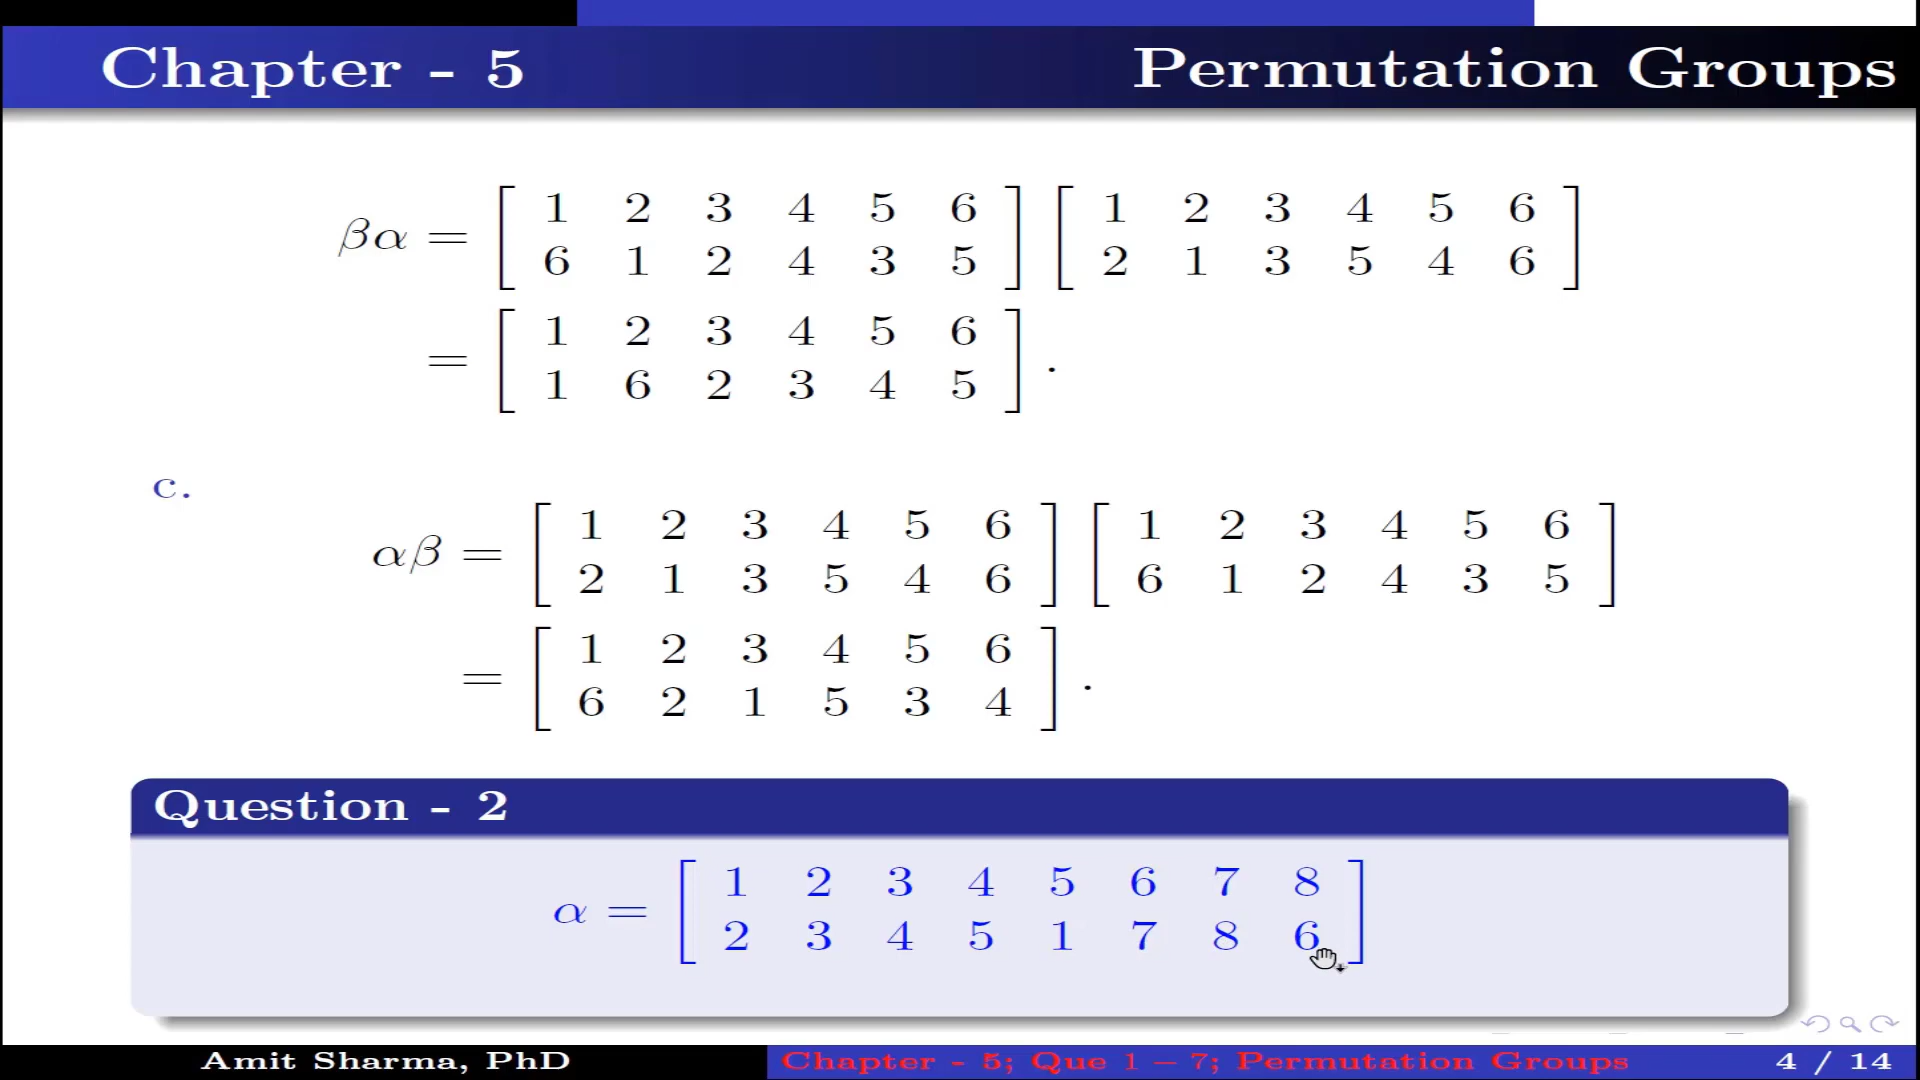 Chapter - 5 Permutation Groups
1 2 3 4 5 6 1 2 3 4 5 6
βα =
6 1 2 4 3 5 2 1 3 5 4 6
1 2 3 4 5 6
= .
1 6 2 3 4 5
c.
1 2 3 4 5 6 1 2 3 4 5 6
αβ =
2 1 3 5 4 6 6 1 2 4 3 5
1 2 3 4 5 6
= .
6 2 1 5 3 4
Question - 2
1 2 3 4 5 6 7 8
α =
2 3 4 5 1 7 8 6
Amit Sharma, PhD Chapter - 5; Que 1 – 7; Permutation Groups 4 / 14